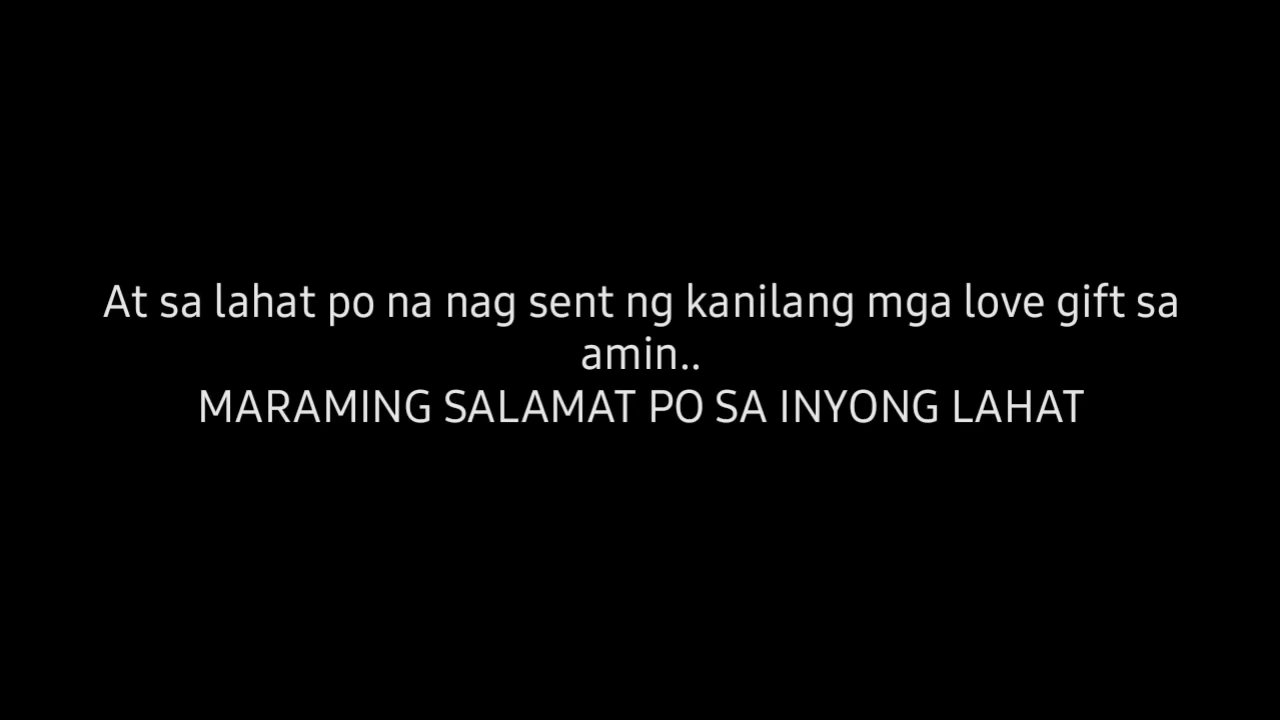 At sa lahat po na nag sent ng kanilang mga love gift sa
amin..
MARAMING SALAMAT PO SA INYONG LAHAT